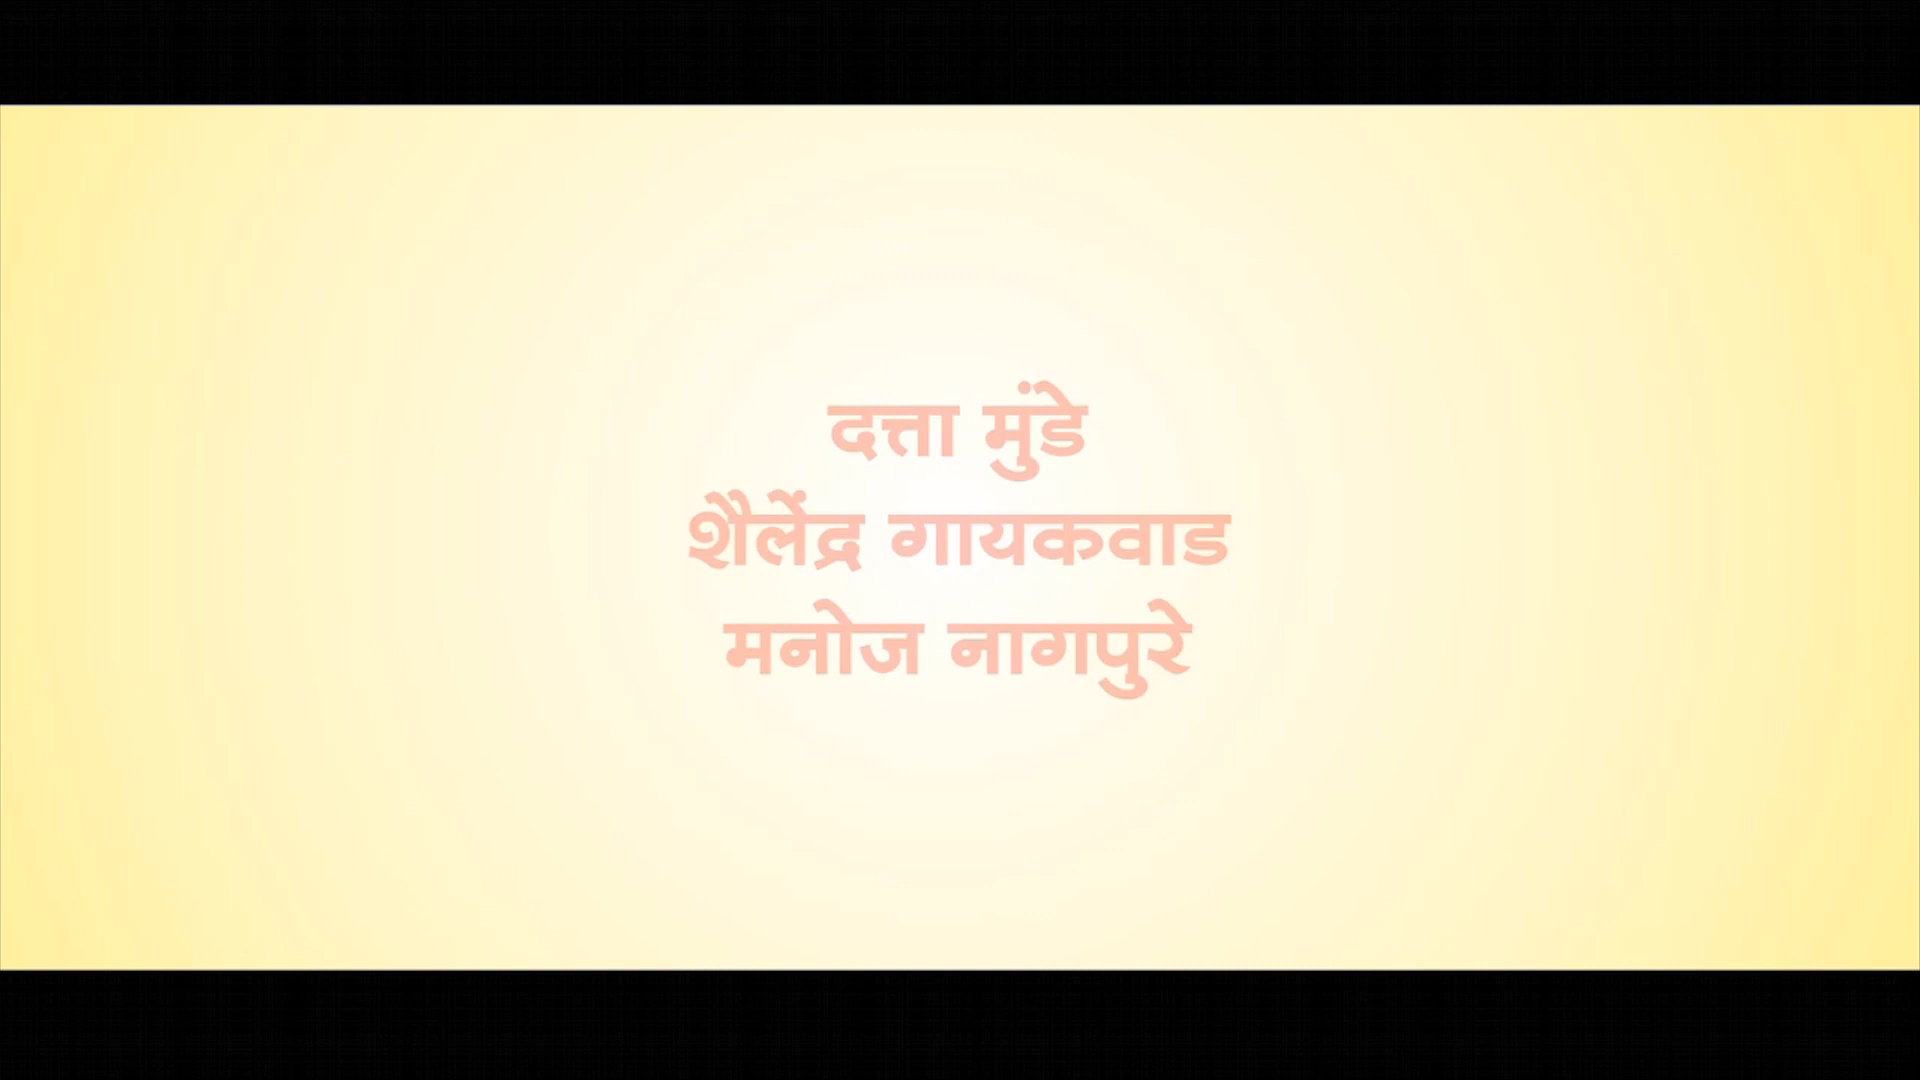 दत्ता मुंडे
शैलेंद्र गायकवाड
मनोज नागपुरे